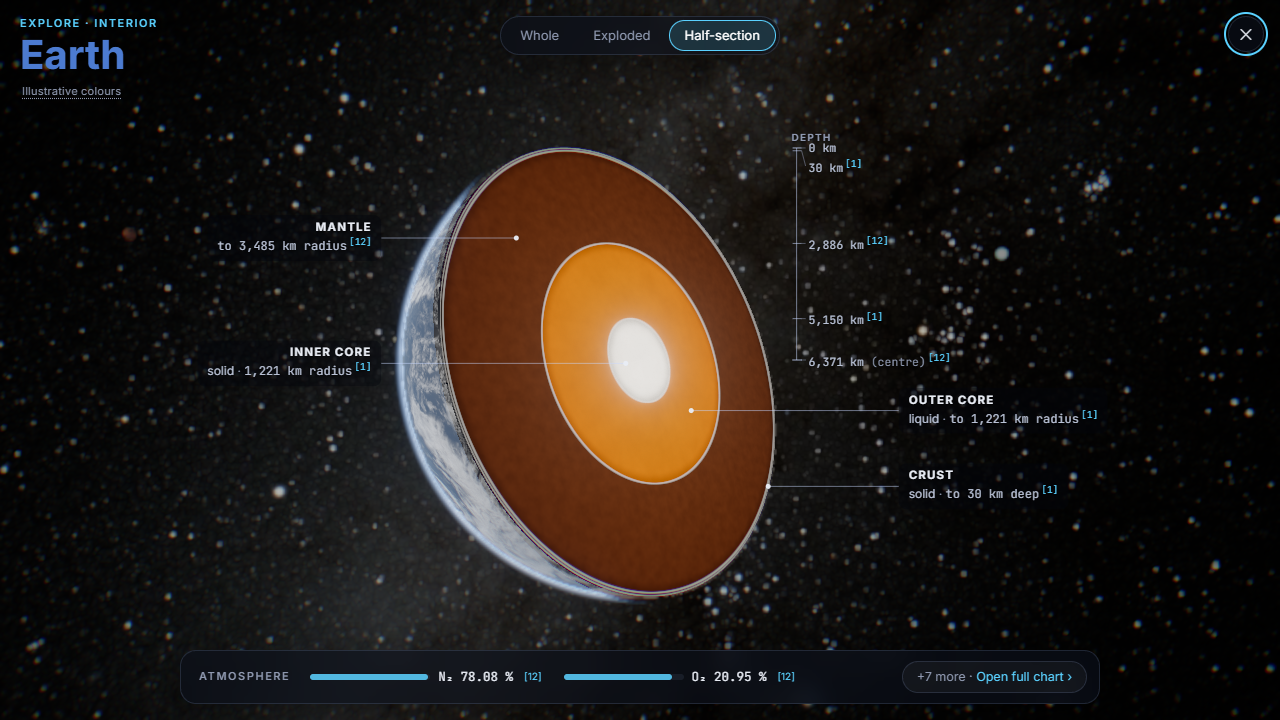 EXPLORE · INTERIOR
Earth
Illustrative colours
Whole
Exploded
Half-section
DEPTH
0 km
30 km [1]
2,886 km [12]
5,150 km [1]
6,371 km (centre) [12]
MANTLE
to 3,485 km radius [12]
INNER CORE
solid · 1,221 km radius [1]
OUTER CORE
liquid · to 1,221 km radius [1]
CRUST
solid · to 30 km deep [1]
ATMOSPHERE
N₂ 78.08 % [12]
O₂ 20.95 % [12]
+7 more · Open full chart ›